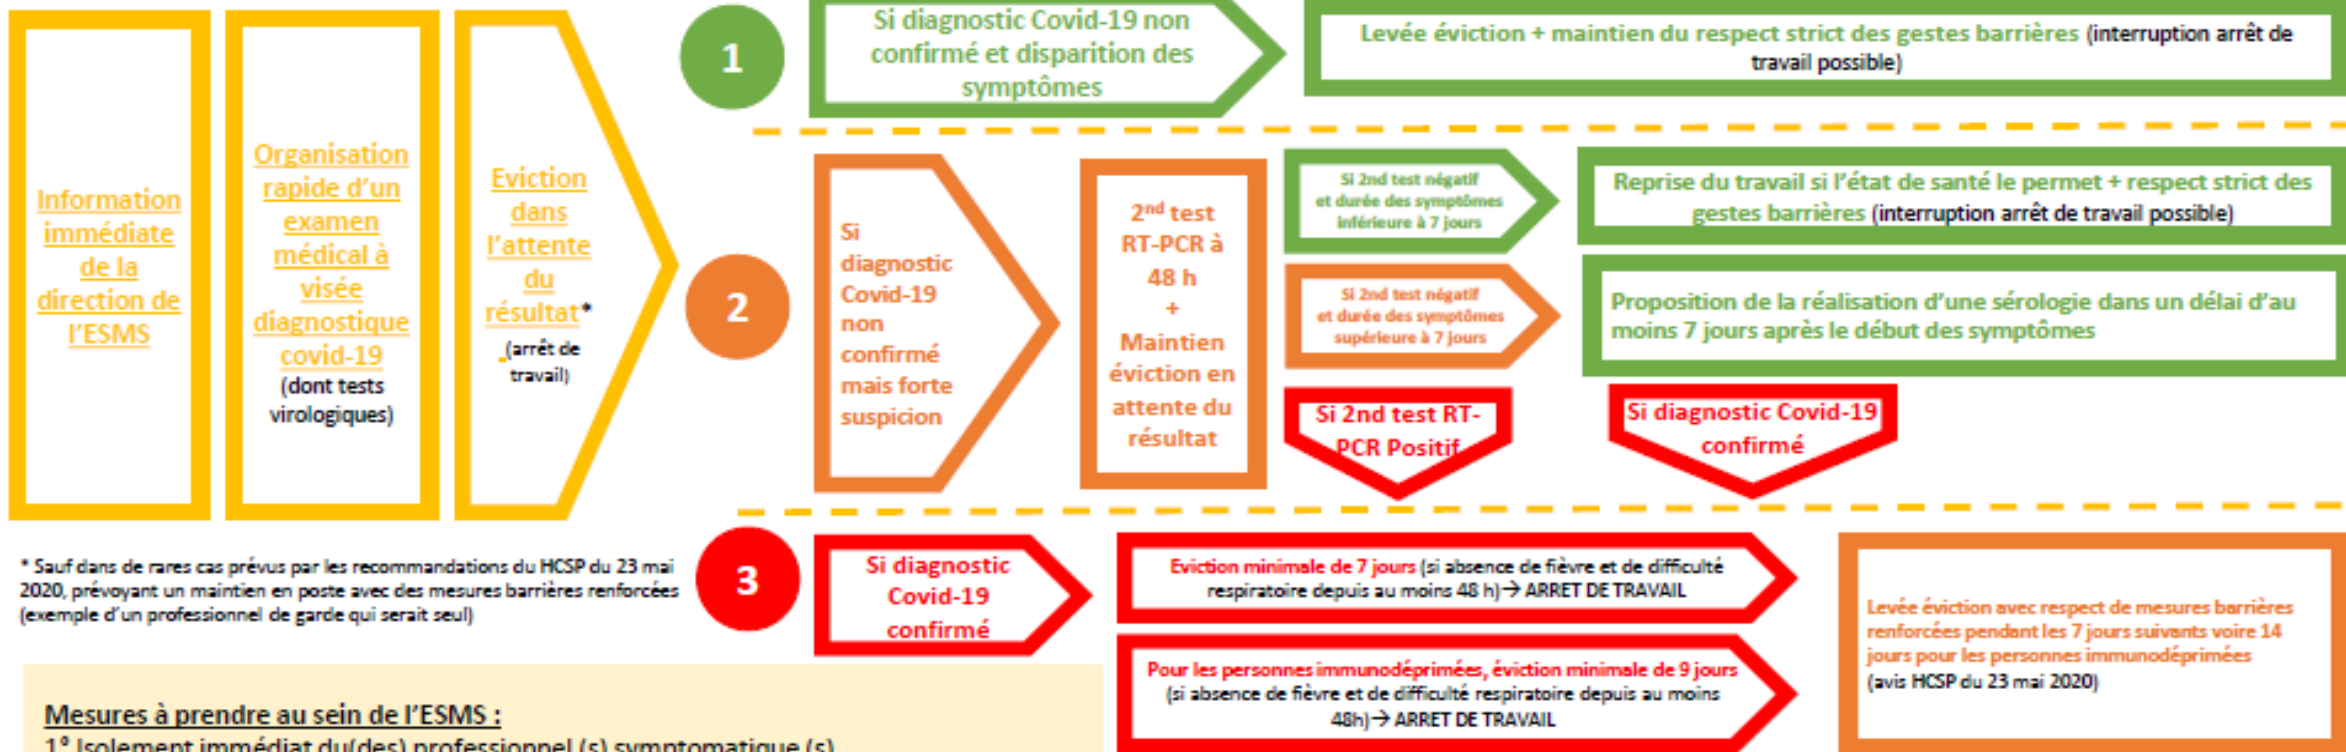 Information
immédiate
de la
direction de
l'ESMS
Organisation
rapide d'un
examen
médical à
visée
diagnostique
covid-19
(dont tests
virologiques)
Eviction
dans
l'attente
du
résultat*
(arrêt de
travail)
1
Si diagnostic Covid-19 non
confirmé et disparition des
symptômes
Levée éviction + maintien du respect strict des gestes barrières (interruption arrêt de
travail possible)
2
Si
diagnostic
Covid-19
non
confirmé
mais forte
suspicion
2nd test
RT-PCR à
48 h
+
Maintien
éviction en
attente du
résultat
Si 2nd test négatif
et durée des symptômes
inférieure à 7 jours
Reprise du travail si l'état de santé le permet + respect strict des
gestes barrières (interruption arrêt de travail possible)
Si 2nd test négatif
et durée des symptômes
supérieure à 7 jours
Proposition de la réalisation d'une sérologie dans un délai d'au
moins 7 jours après le début des symptômes
Si 2nd test RT-
PCR Positif
Si diagnostic Covid-19
confirmé
* Sauf dans de rares cas prévus par les recommandations du HCSP du 23 mai
2020, prévoyant un maintien en poste avec des mesures barrières renforcées
(exemple d'un professionnel de garde qui serait seul)
3
Si diagnostic
Covid-19
confirmé
Eviction minimale de 7 jours (si absence de fièvre et de difficulté
respiratoire depuis au moins 48 h)→ ARRET DE TRAVAIL
Pour les personnes immunodéprimées, éviction minimale de 9 jours
(si absence de fièvre et de difficulté respiratoire depuis au moins
48h)→ ARRET DE TRAVAIL
Levée éviction avec respect de mesures barrières
renforcées pendant les 7 jours suivants voire 14
jours pour les personnes immunodéprimées
(avis HCSP du 23 mai 2020)
Mesures à prendre au sein de l'ESMS :
1° Isolement immédiat du(des) professionnel (s) symptomatique (s)